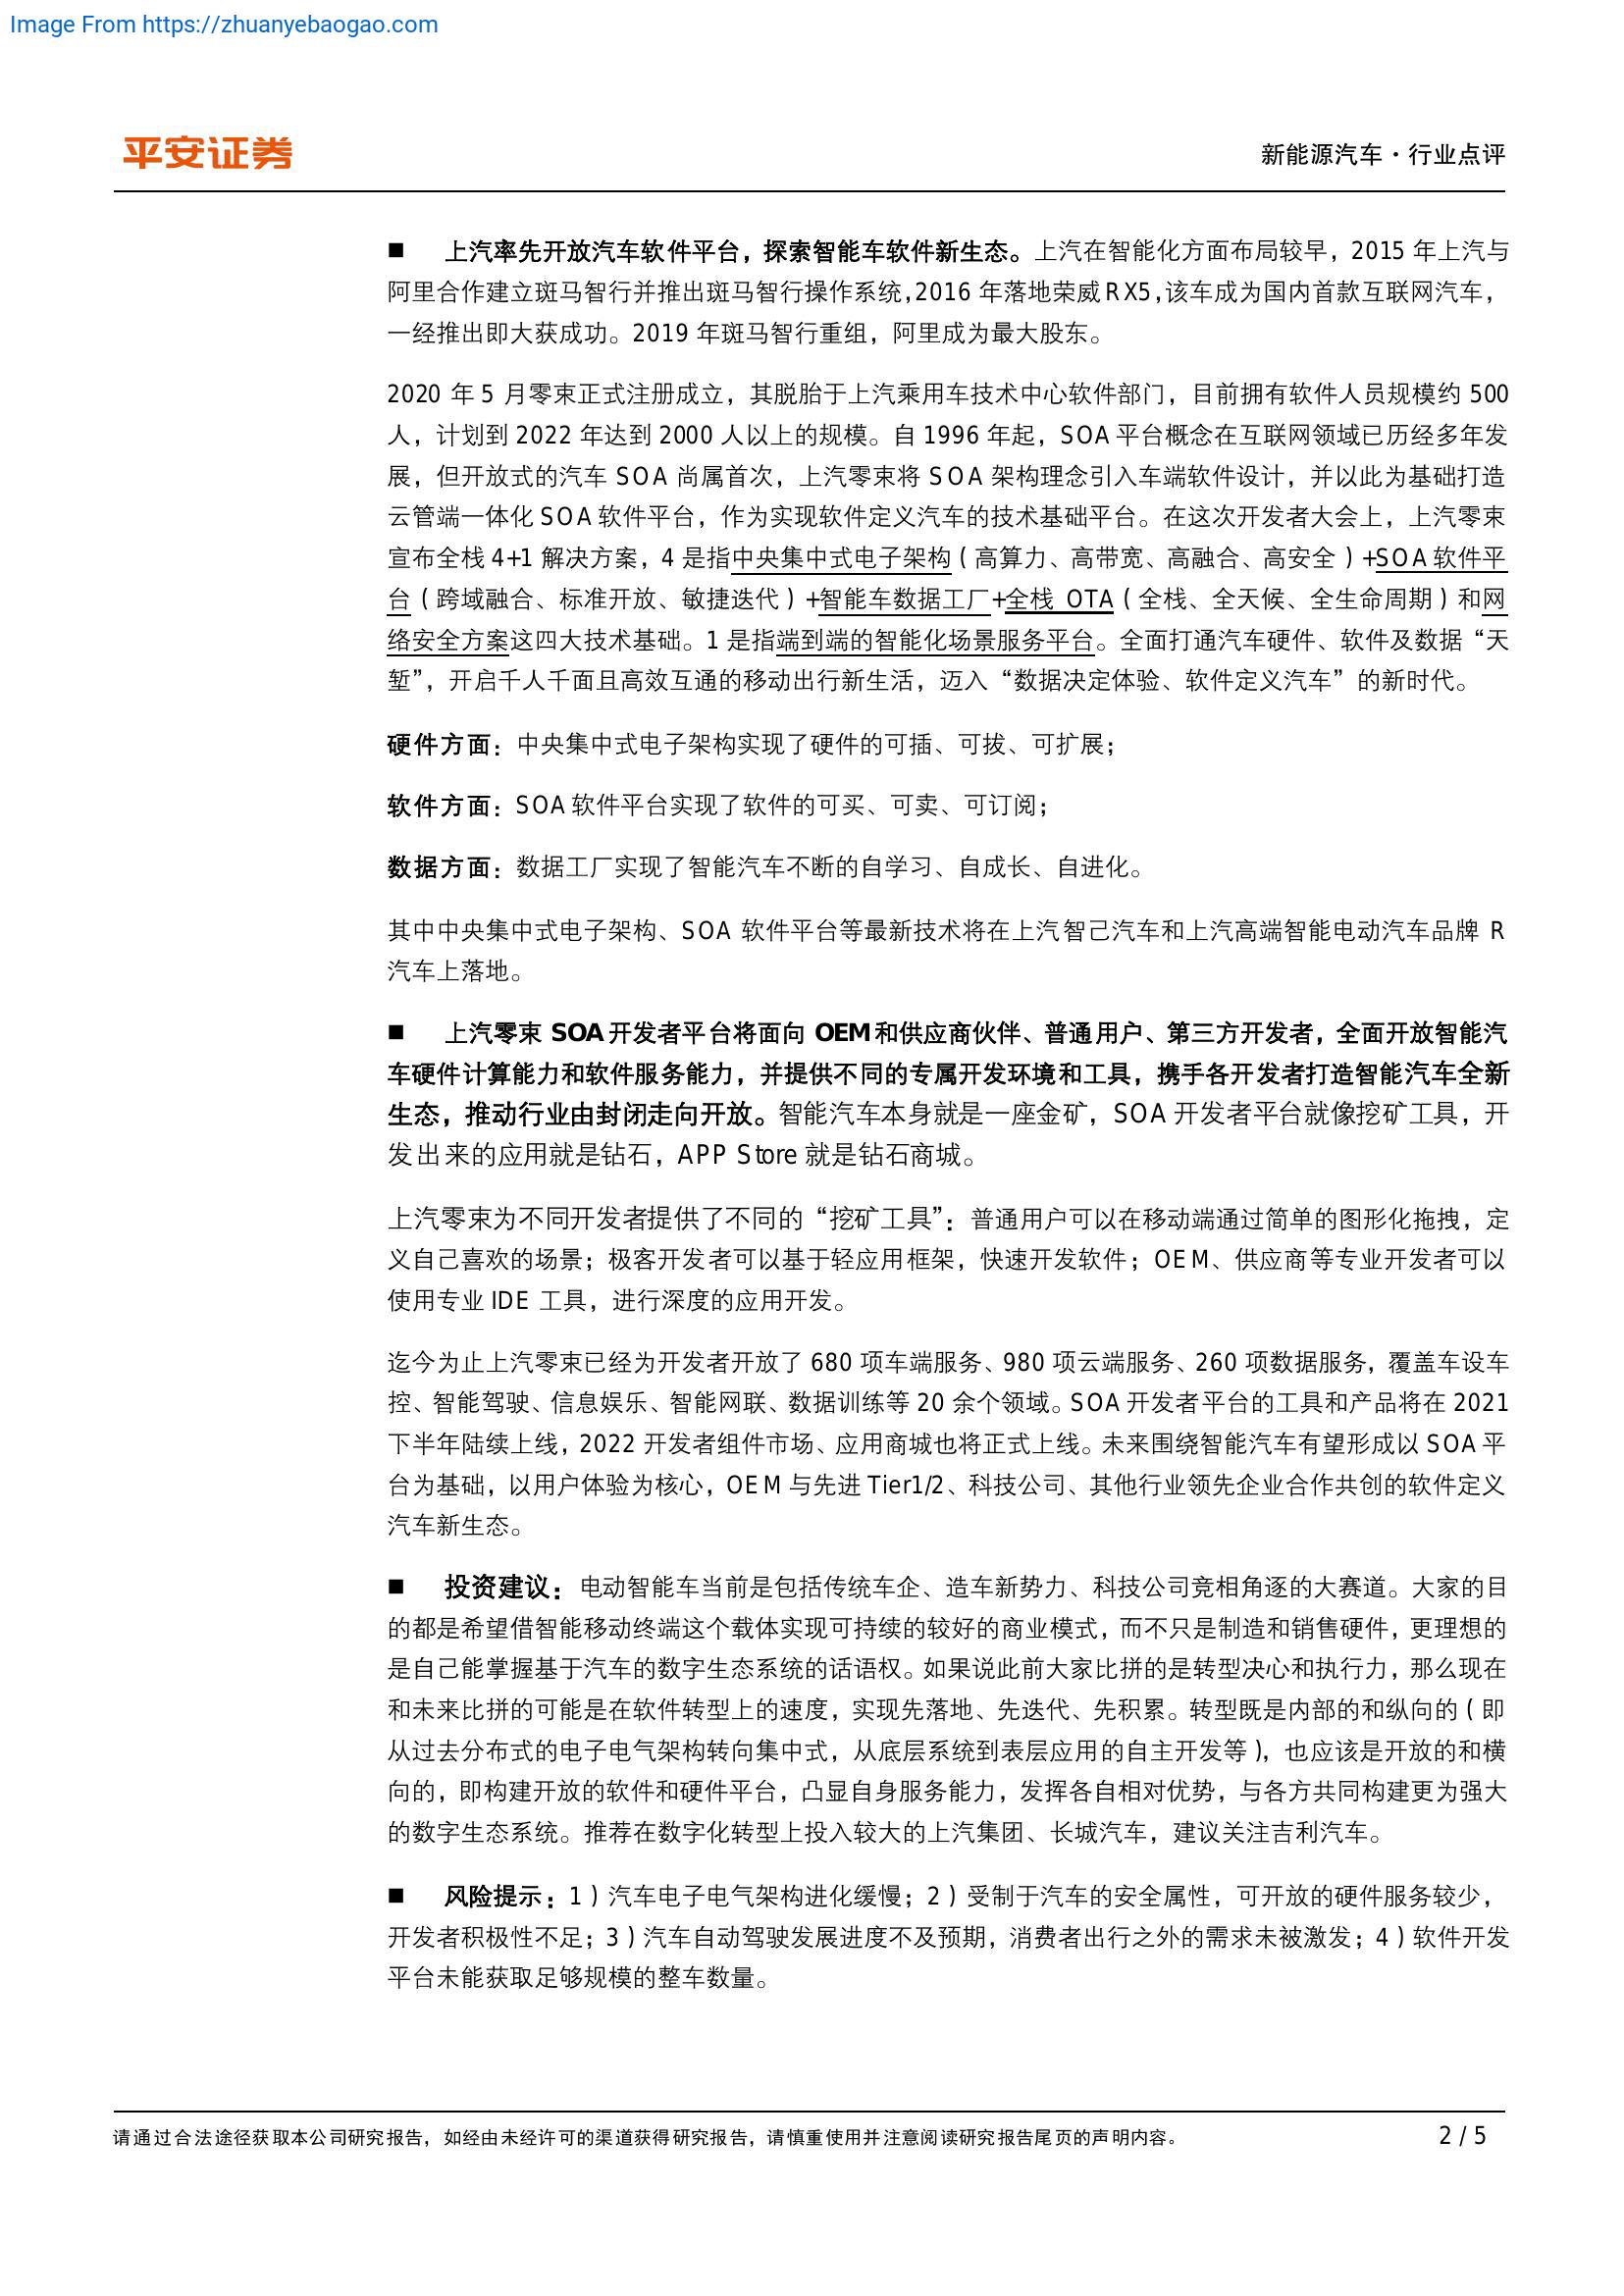 Image From https://zhuanyebaogao.com
平安证券
新能源汽车·行业点评
■ 上汽率先开放汽车软件平台，探索智能车软件新生态。上汽在智能化方面布局较早，2015 年上汽与
阿里合作建立斑马智行并推出斑马智行操作系统,2016 年落地荣威 RX5,该车成为国内首款互联网汽车，
一经推出即大获成功。2019 年斑马智行重组，阿里成为最大股东。
2020 年 5 月零束正式注册成立，其脱胎于上汽乘用车技术中心软件部门，目前拥有软件人员规模约 500
人，计划到 2022 年达到 2000 人以上的规模。自 1996 年起，SOA 平台概念在互联网领域已历经多年发
展，但开放式的汽车 SOA 尚属首次，上汽零束将 SOA 架构理念引入车端软件设计，并以此为基础打造
云管端一体化 SOA 软件平台，作为实现软件定义汽车的技术基础平台。在这次开发者大会上，上汽零束
宣布全栈 4+1 解决方案，4 是指中央集中式电子架构（高算力、高带宽、高融合、高安全）+SOA 软件平
台（跨域融合、标准开放、敏捷迭代）+智能车数据工厂+全栈 OTA（全栈、全天候、全生命周期）和网
络安全方案这四大技术基础。1 是指端到端的智能化场景服务平台。全面打通汽车硬件、软件及数据“天
堑”，开启千人千面且高效互通的移动出行新生活，迈入“数据决定体验、软件定义汽车”的新时代。
硬件方面：中央集中式电子架构实现了硬件的可插、可拔、可扩展；
软件方面：SOA 软件平台实现了软件的可买、可卖、可订阅；
数据方面：数据工厂实现了智能汽车不断的自学习、自成长、自进化。
其中中央集中式电子架构、SOA 软件平台等最新技术将在上汽智己汽车和上汽高端智能电动汽车品牌 R
汽车上落地。
■ 上汽零束 SOA 开发者平台将面向 OEM 和供应商伙伴、普通用户、第三方开发者，全面开放智能汽
车硬件计算能力和软件服务能力，并提供不同的专属开发环境和工具，携手各开发者打造智能汽车全新
生态，推动行业由封闭走向开放。智能汽车本身就是一座金矿，SOA 开发者平台就像挖矿工具，开
发出来的应用就是钻石，APP Store 就是钻石商城。
上汽零束为不同开发者提供了不同的“挖矿工具”：普通用户可以在移动端通过简单的图形化拖拽，定
义自己喜欢的场景；极客开发者可以基于轻应用框架，快速开发软件；OEM、供应商等专业开发者可以
使用专业 IDE 工具，进行深度的应用开发。
迄今为止上汽零束已经为开发者开放了 680 项车端服务、980 项云端服务、260 项数据服务，覆盖车设车
控、智能驾驶、信息娱乐、智能网联、数据训练等 20 余个领域。SOA 开发者平台的工具和产品将在 2021
下半年陆续上线，2022 开发者组件市场、应用商城也将正式上线。未来围绕智能汽车有望形成以 SOA 平
台为基础，以用户体验为核心，OEM 与先进 Tier1/2、科技公司、其他行业领先企业合作共创的软件定义
汽车新生态。
■ 投资建议：电动智能车当前是包括传统车企、造车新势力、科技公司竞相角逐的大赛道。大家的目
的都是希望借智能移动终端这个载体实现可持续的较好的商业模式，而不只是制造和销售硬件，更理想的
是自己能掌握基于汽车的数字生态系统的话语权。如果说此前大家比拼的是转型决心和执行力，那么现在
和未来比拼的可能是在软件转型上的速度，实现先落地、先迭代、先积累。转型既是内部的和纵向的（即
从过去分布式的电子电气架构转向集中式，从底层系统到表层应用的自主开发等），也应该是开放的和横
向的，即构建开放的软件和硬件平台，凸显自身服务能力，发挥各自相对优势，与各方共同构建更为强大
的数字生态系统。推荐在数字化转型上投入较大的上汽集团、长城汽车，建议关注吉利汽车。
■ 风险提示：1）汽车电子电气架构进化缓慢；2）受制于汽车的安全属性，可开放的硬件服务较少，
开发者积极性不足；3）汽车自动驾驶发展进度不及预期，消费者出行之外的需求未被激发；4）软件开发
平台未能获取足够规模的整车数量。
请通过合法途径获取本公司研究报告，如经由未经许可的渠道获得研究报告，请慎重使用并注意阅读研究报告尾页的声明内容。
2 / 5